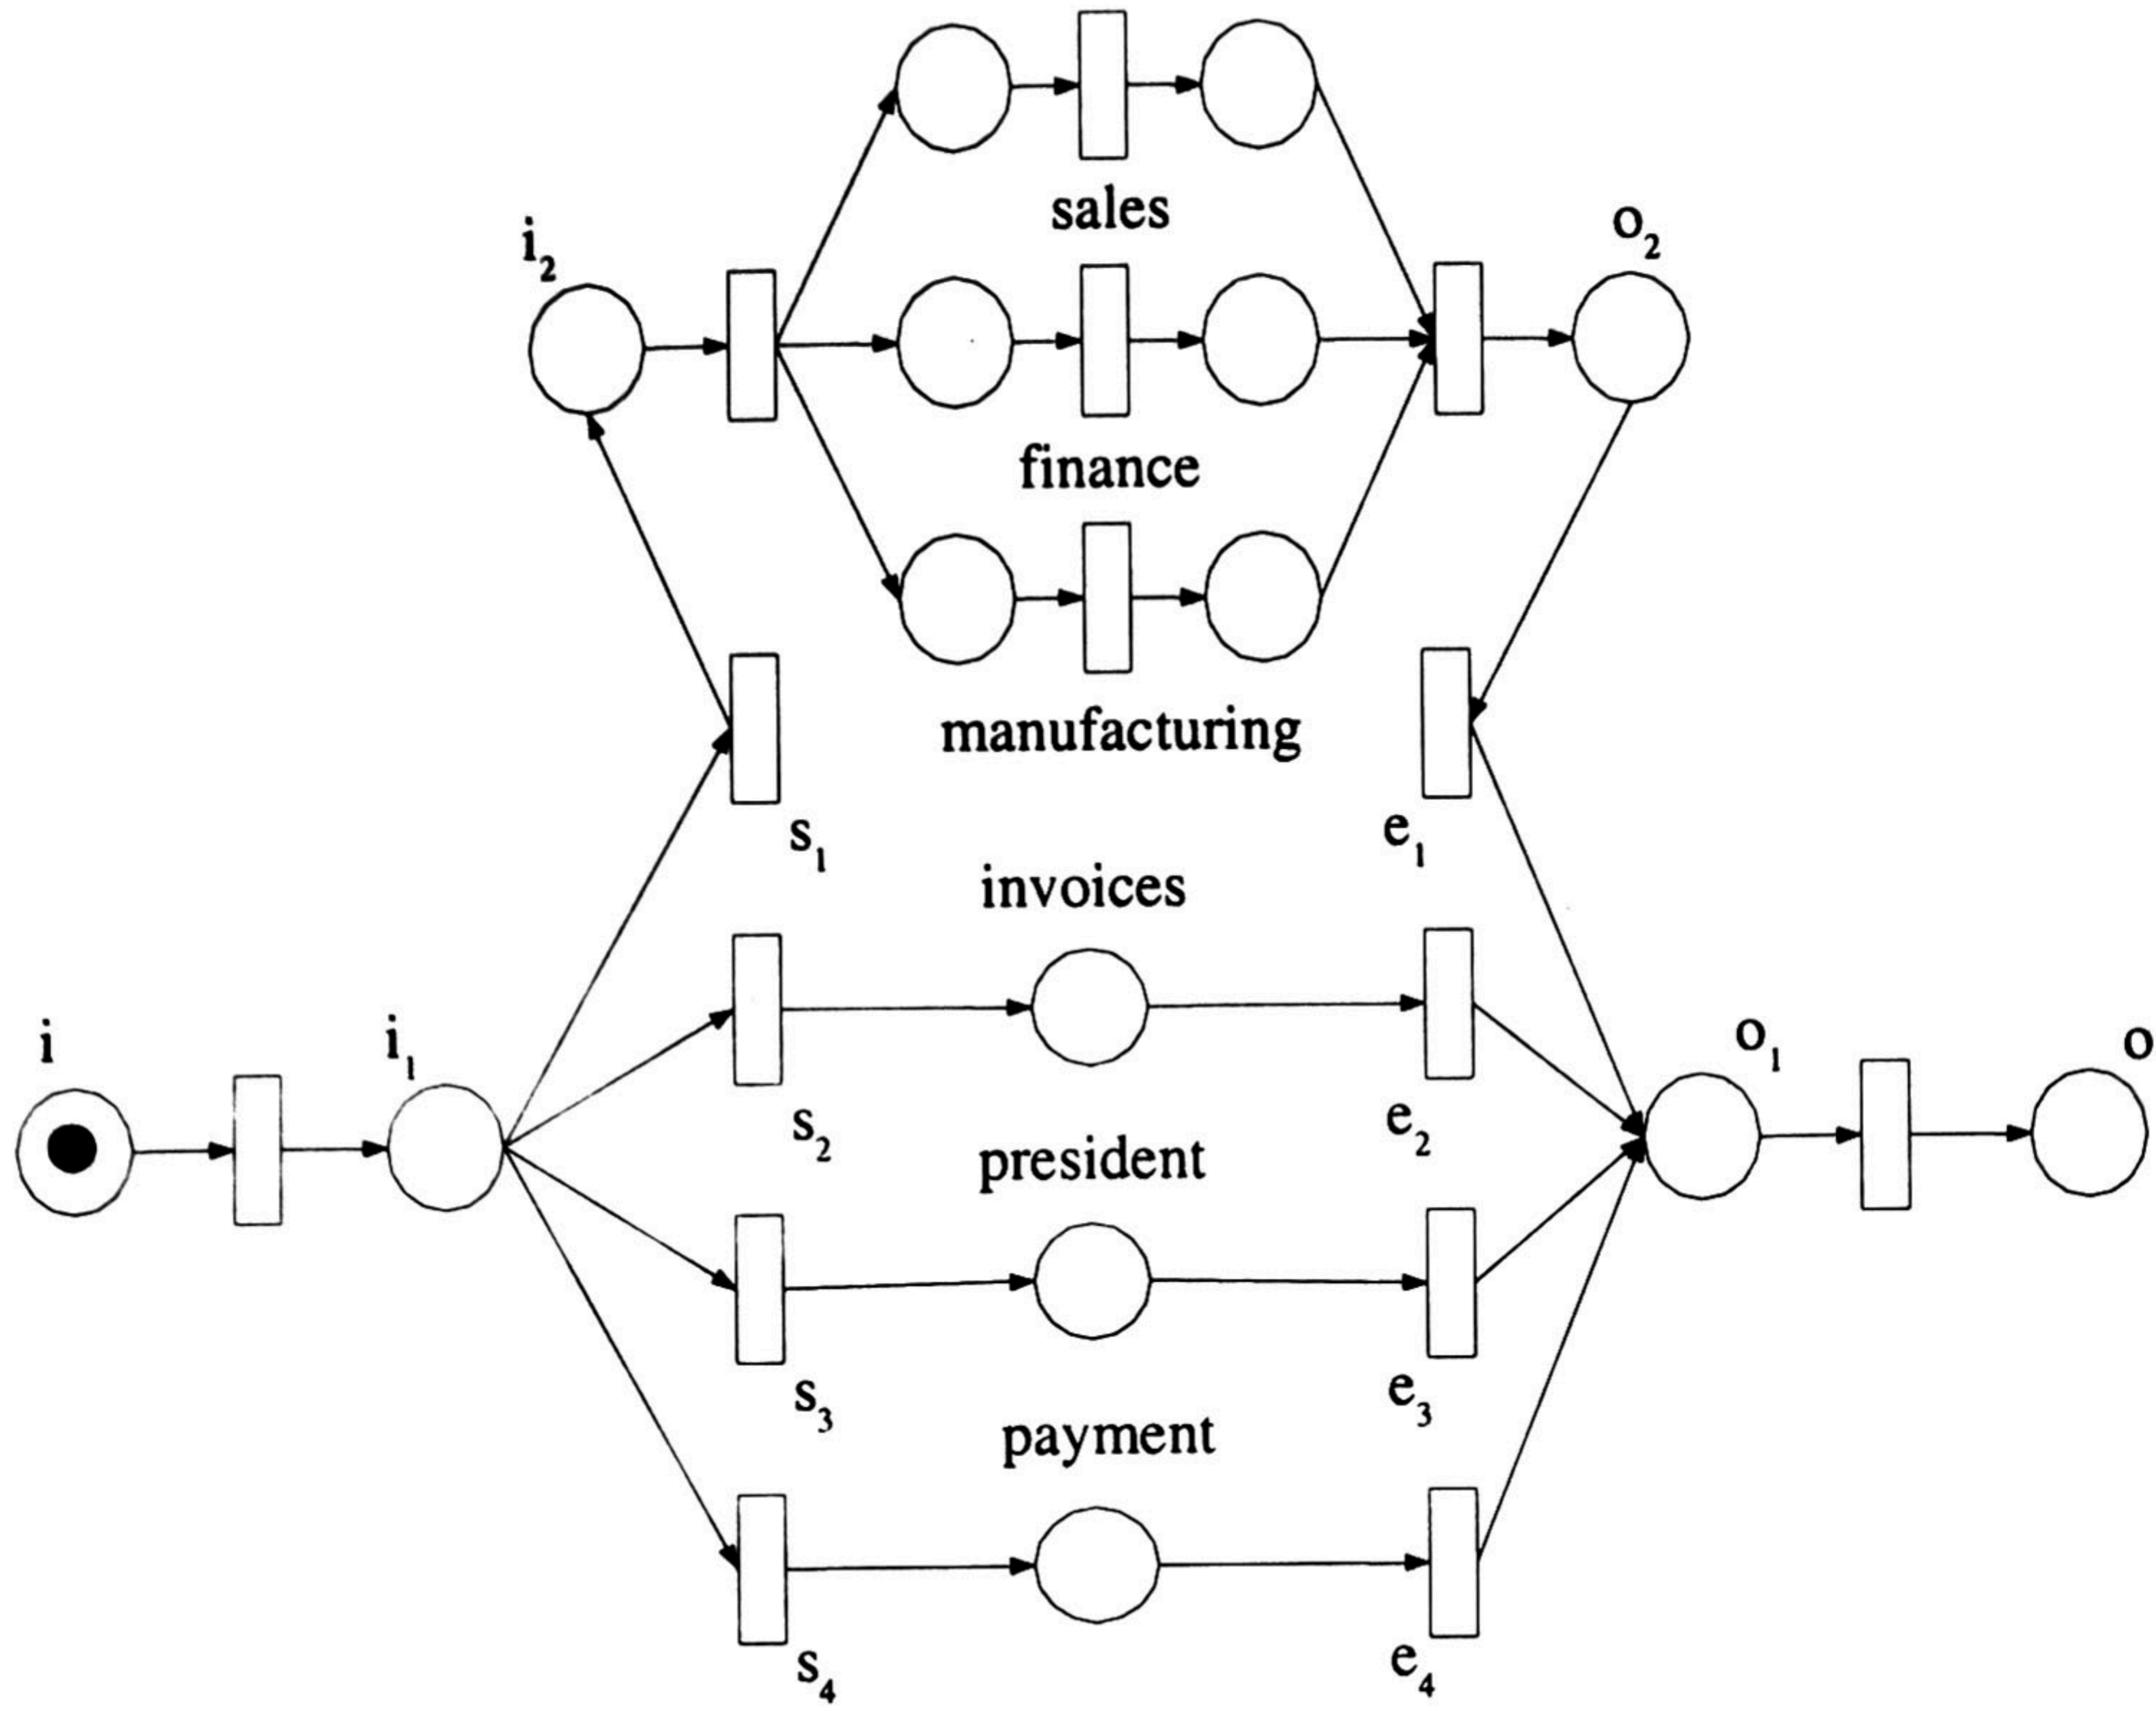 sales
i₂
o₂
finance
manufacturing
s₁
e₁
invoices
i
i₁
o₁
o
s₂
e₂
president
s₃
e₃
payment
s₄
e₄